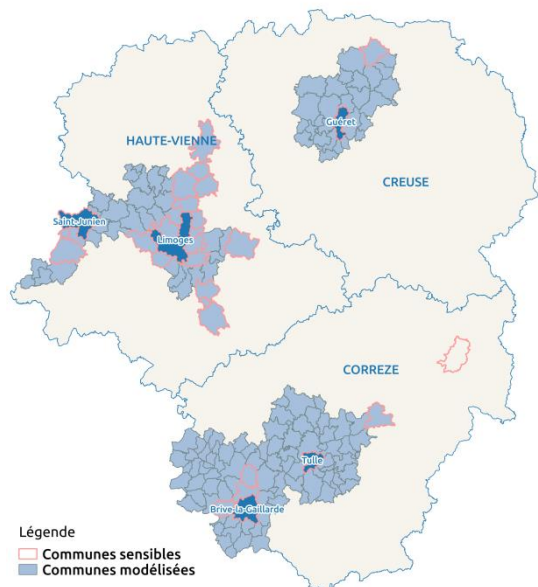 HAUTE-VIENNE
Guéret
CREUSE
Saint-Junien
Limoges
CORREZE
Tulle
Brive-la-Gaillarde
Légende
Communes sensibles
Communes modélisées